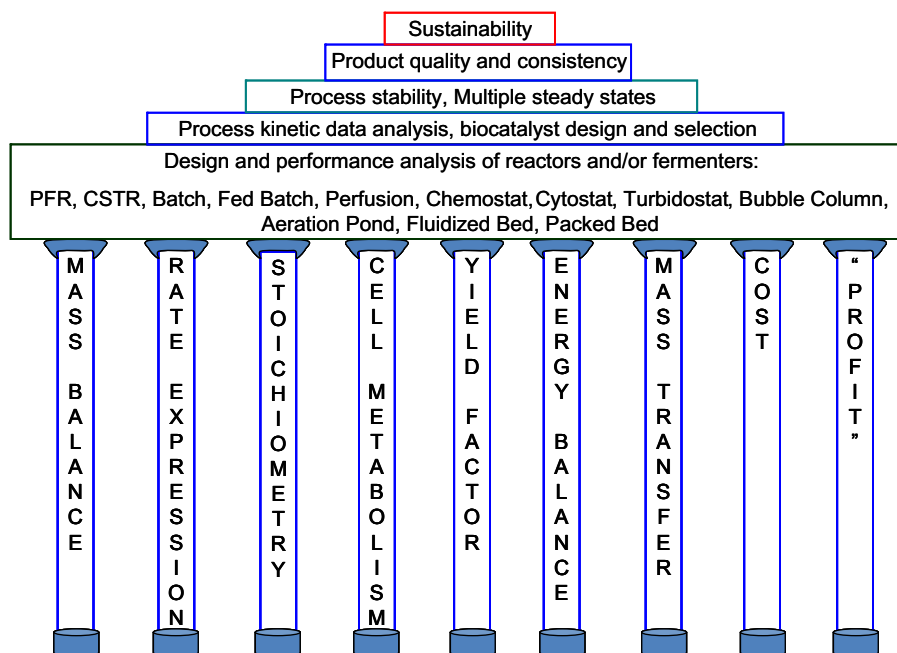 Sustainability
Product quality and consistency
Process stability, Multiple steady states
Process kinetic data analysis, biocatalyst design and selection
Design and performance analysis of reactors and/or fermenters:
PFR, CSTR, Batch, Fed Batch, Perfusion, Chemostat, Cytostat, Turbidostat, Bubble Column,
Aeration Pond, Fluidized Bed, Packed Bed
MASS BALANCE
RATE EXPRESSION
STOICHIOMETRY
CELL METABOLISM
YIELD FACTOR
ENERGY BALANCE
MASS TRANSFER
COST
“PROFIT”